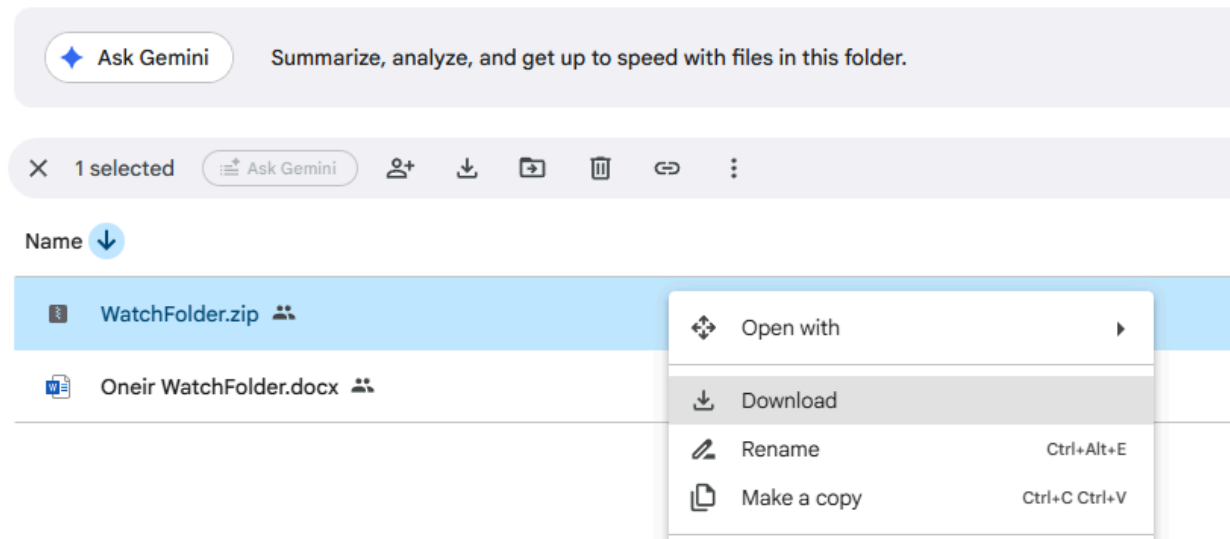 Ask Gemini Summarize, analyze, and get up to speed with files in this folder.
1 selected Ask Gemini
Name
WatchFolder.zip
Open with
Oneir WatchFolder.docx
Download
Rename Ctrl+Alt+E
Make a copy Ctrl+C Ctrl+V